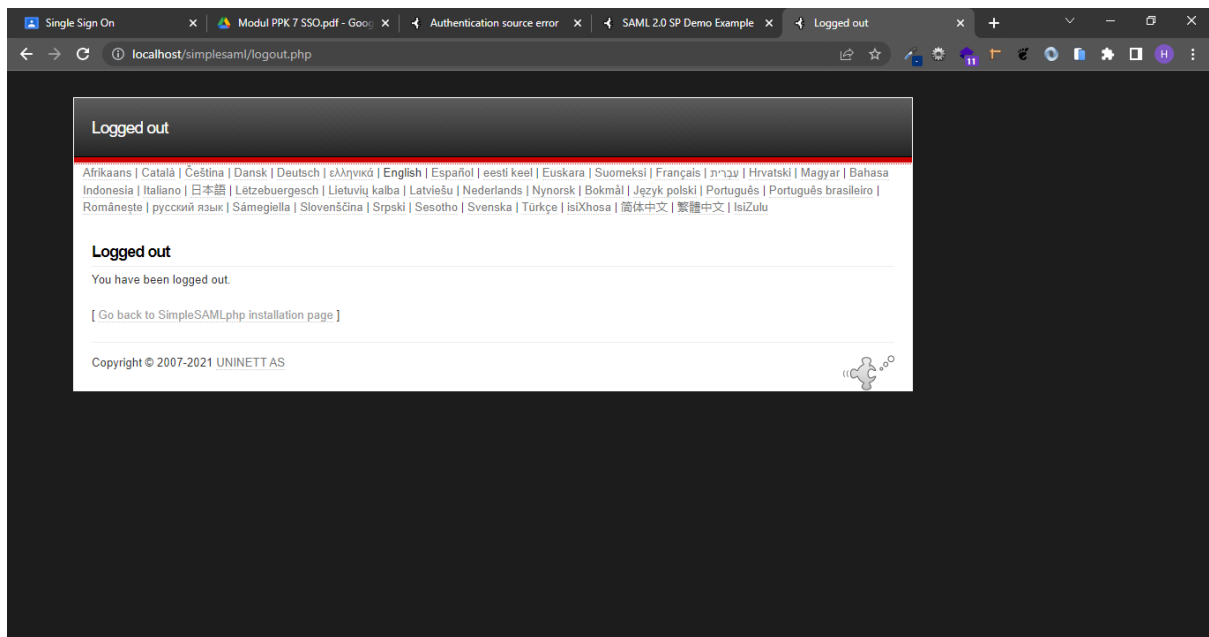 Single Sign On
Modul PPK 7 SSO.pdf - Goog
Authentication source error
SAML 2.0 SP Demo Example
Logged out
localhost/simplesaml/logout.php
11
H
Logged out
Afrikaans | Català | Čeština | Dansk | Deutsch | ελληνικά | English | Español | eesti keel | Euskara | Suomeksi | Français | עִבְרִית | Hrvatski | Magyar | Bahasa
Indonesia | Italiano | 日本語 | Lëtzebuergesch | Lietuvių kalba | Latviešu | Nederlands | Nynorsk | Bokmål | Język polski | Português | Português brasileiro |
Românește | русский язык | Sámegiella | Slovenščina | Srpski | Sesotho | Svenska | Türkçe | isiXhosa | 简体中文 | 繁體中文 | IsiZulu
Logged out
You have been logged out.
[ Go back to SimpleSAMLphp installation page ]
Copyright © 2007-2021 UNINETT AS